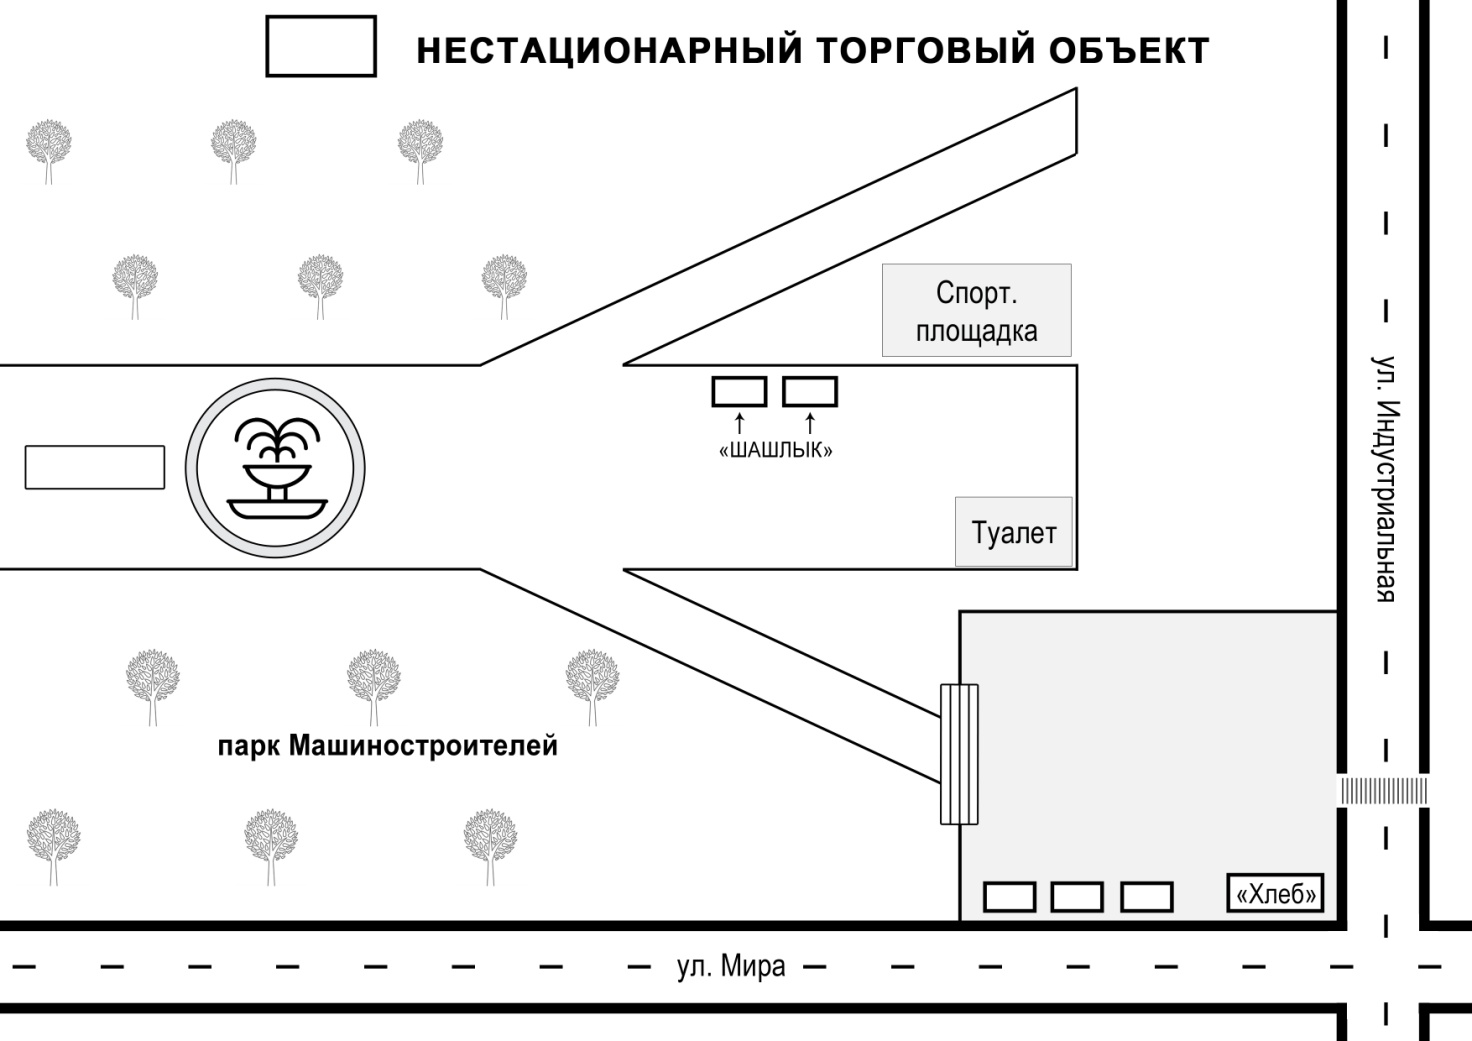 НЕСТАЦИОНАРНЫЙ ТОРГОВЫЙ ОБЪЕКТ
Спорт.
площадка
«ШАШЛЫК»
Туалет
ул. Индустриальная
парк Машиностроителей
«Хлеб»
ул. Мира